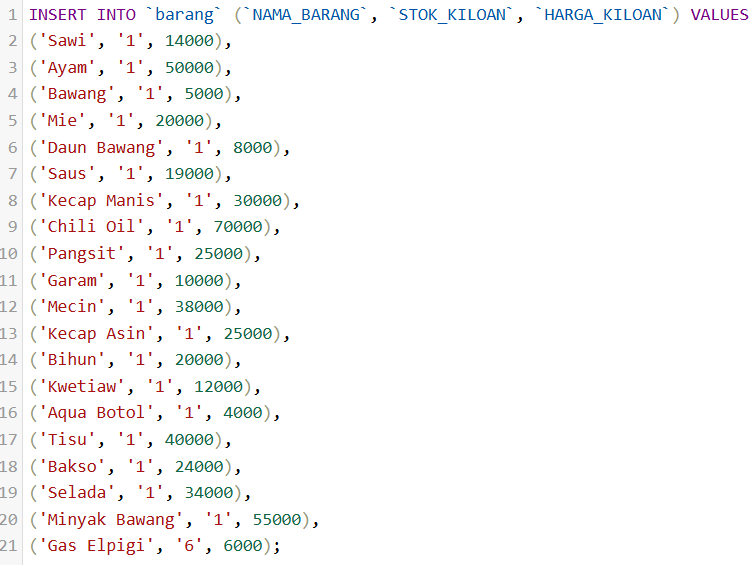 1 INSERT INTO `barang` (`NAMA_BARANG`, `STOK_KILOAN`, `HARGA_KILOAN`) VALUES
2 ('Sawi', '1', 14000),
3 ('Ayam', '1', 50000),
4 ('Bawang', '1', 5000),
5 ('Mie', '1', 20000),
6 ('Daun Bawang', '1', 8000),
7 ('Saus', '1', 19000),
8 ('Kecap Manis', '1', 30000),
9 ('Chili Oil', '1', 70000),
10 ('Pangsit', '1', 25000),
11 ('Garam', '1', 10000),
12 ('Mecin', '1', 38000),
13 ('Kecap Asin', '1', 25000),
14 ('Bihun', '1', 20000),
15 ('Kwetiaw', '1', 12000),
16 ('Aqua Botol', '1', 4000),
17 ('Tisu', '1', 40000),
18 ('Bakso', '1', 24000),
19 ('Selada', '1', 34000),
20 ('Minyak Bawang', '1', 55000),
21 ('Gas Elpigi', '6', 6000);